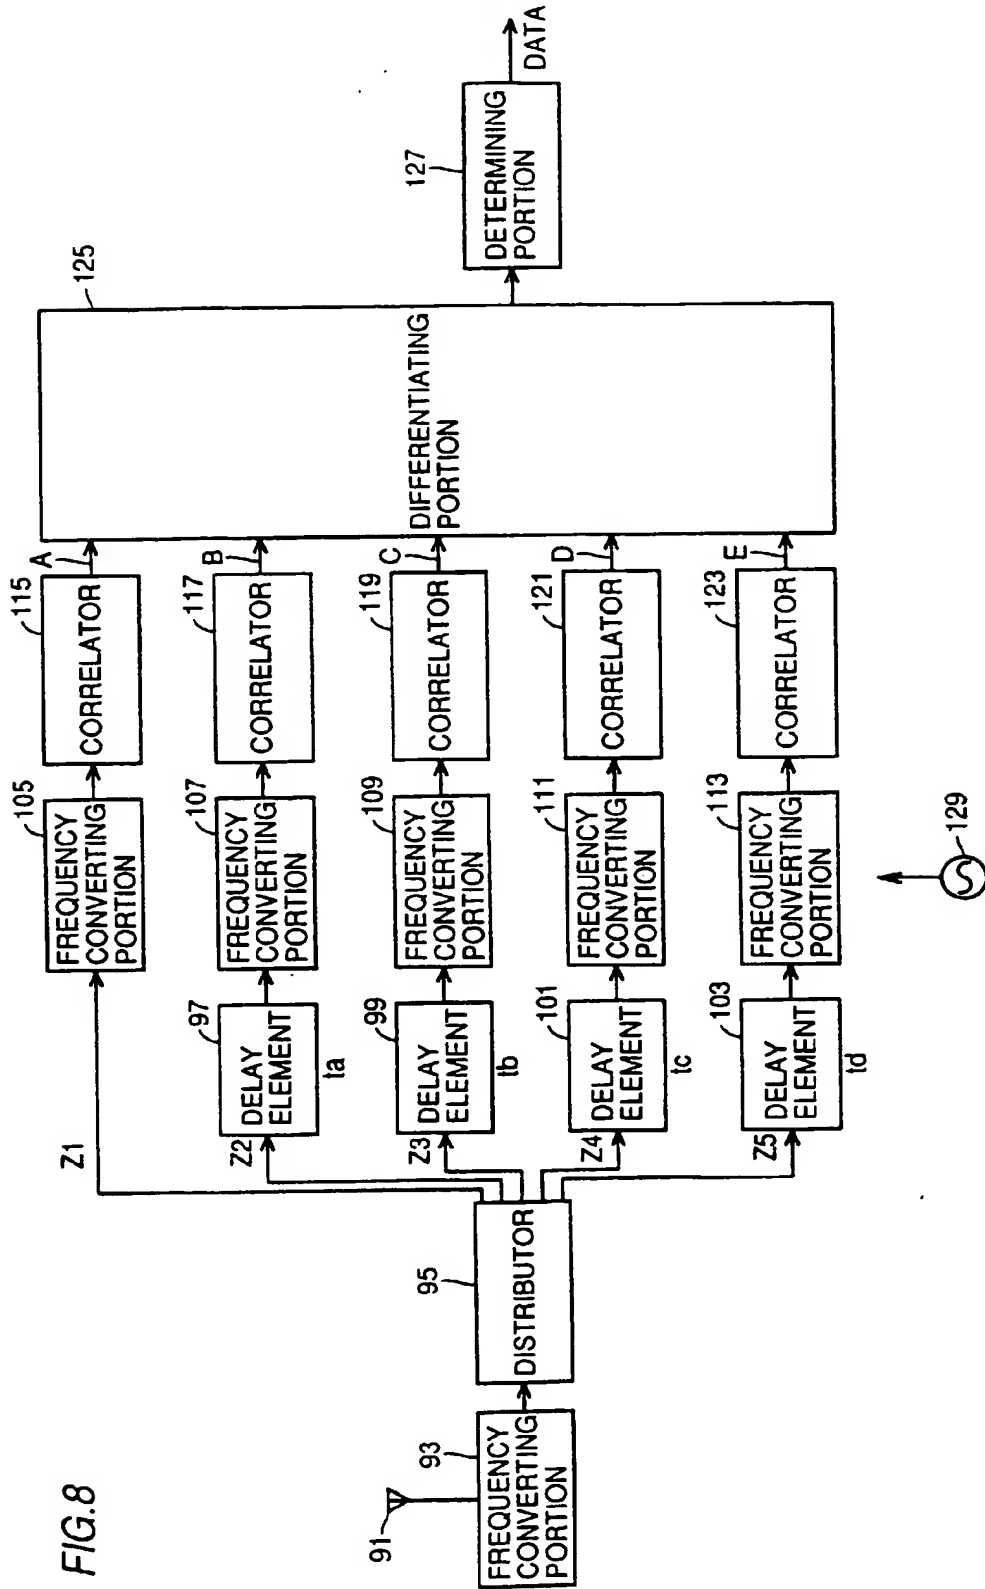 FIG.8
91
93
FREQUENCY
CONVERTING
PORTION
95
DISTRIBUTOR
Z1
Z2
Z3
Z4
Z5
97
DELAY
ELEMENT
ta
99
DELAY
ELEMENT
tb
101
DELAY
ELEMENT
tc
103
DELAY
ELEMENT
td
105
FREQUENCY
CONVERTING
PORTION
107
FREQUENCY
CONVERTING
PORTION
109
FREQUENCY
CONVERTING
PORTION
111
FREQUENCY
CONVERTING
PORTION
113
FREQUENCY
CONVERTING
PORTION
115
CORRELATOR
A
117
CORRELATOR
B
119
CORRELATOR
C
121
CORRELATOR
D
123
CORRELATOR
E
125
DIFFERENTIATING
PORTION
127
DETERMINING
PORTION
DATA
129